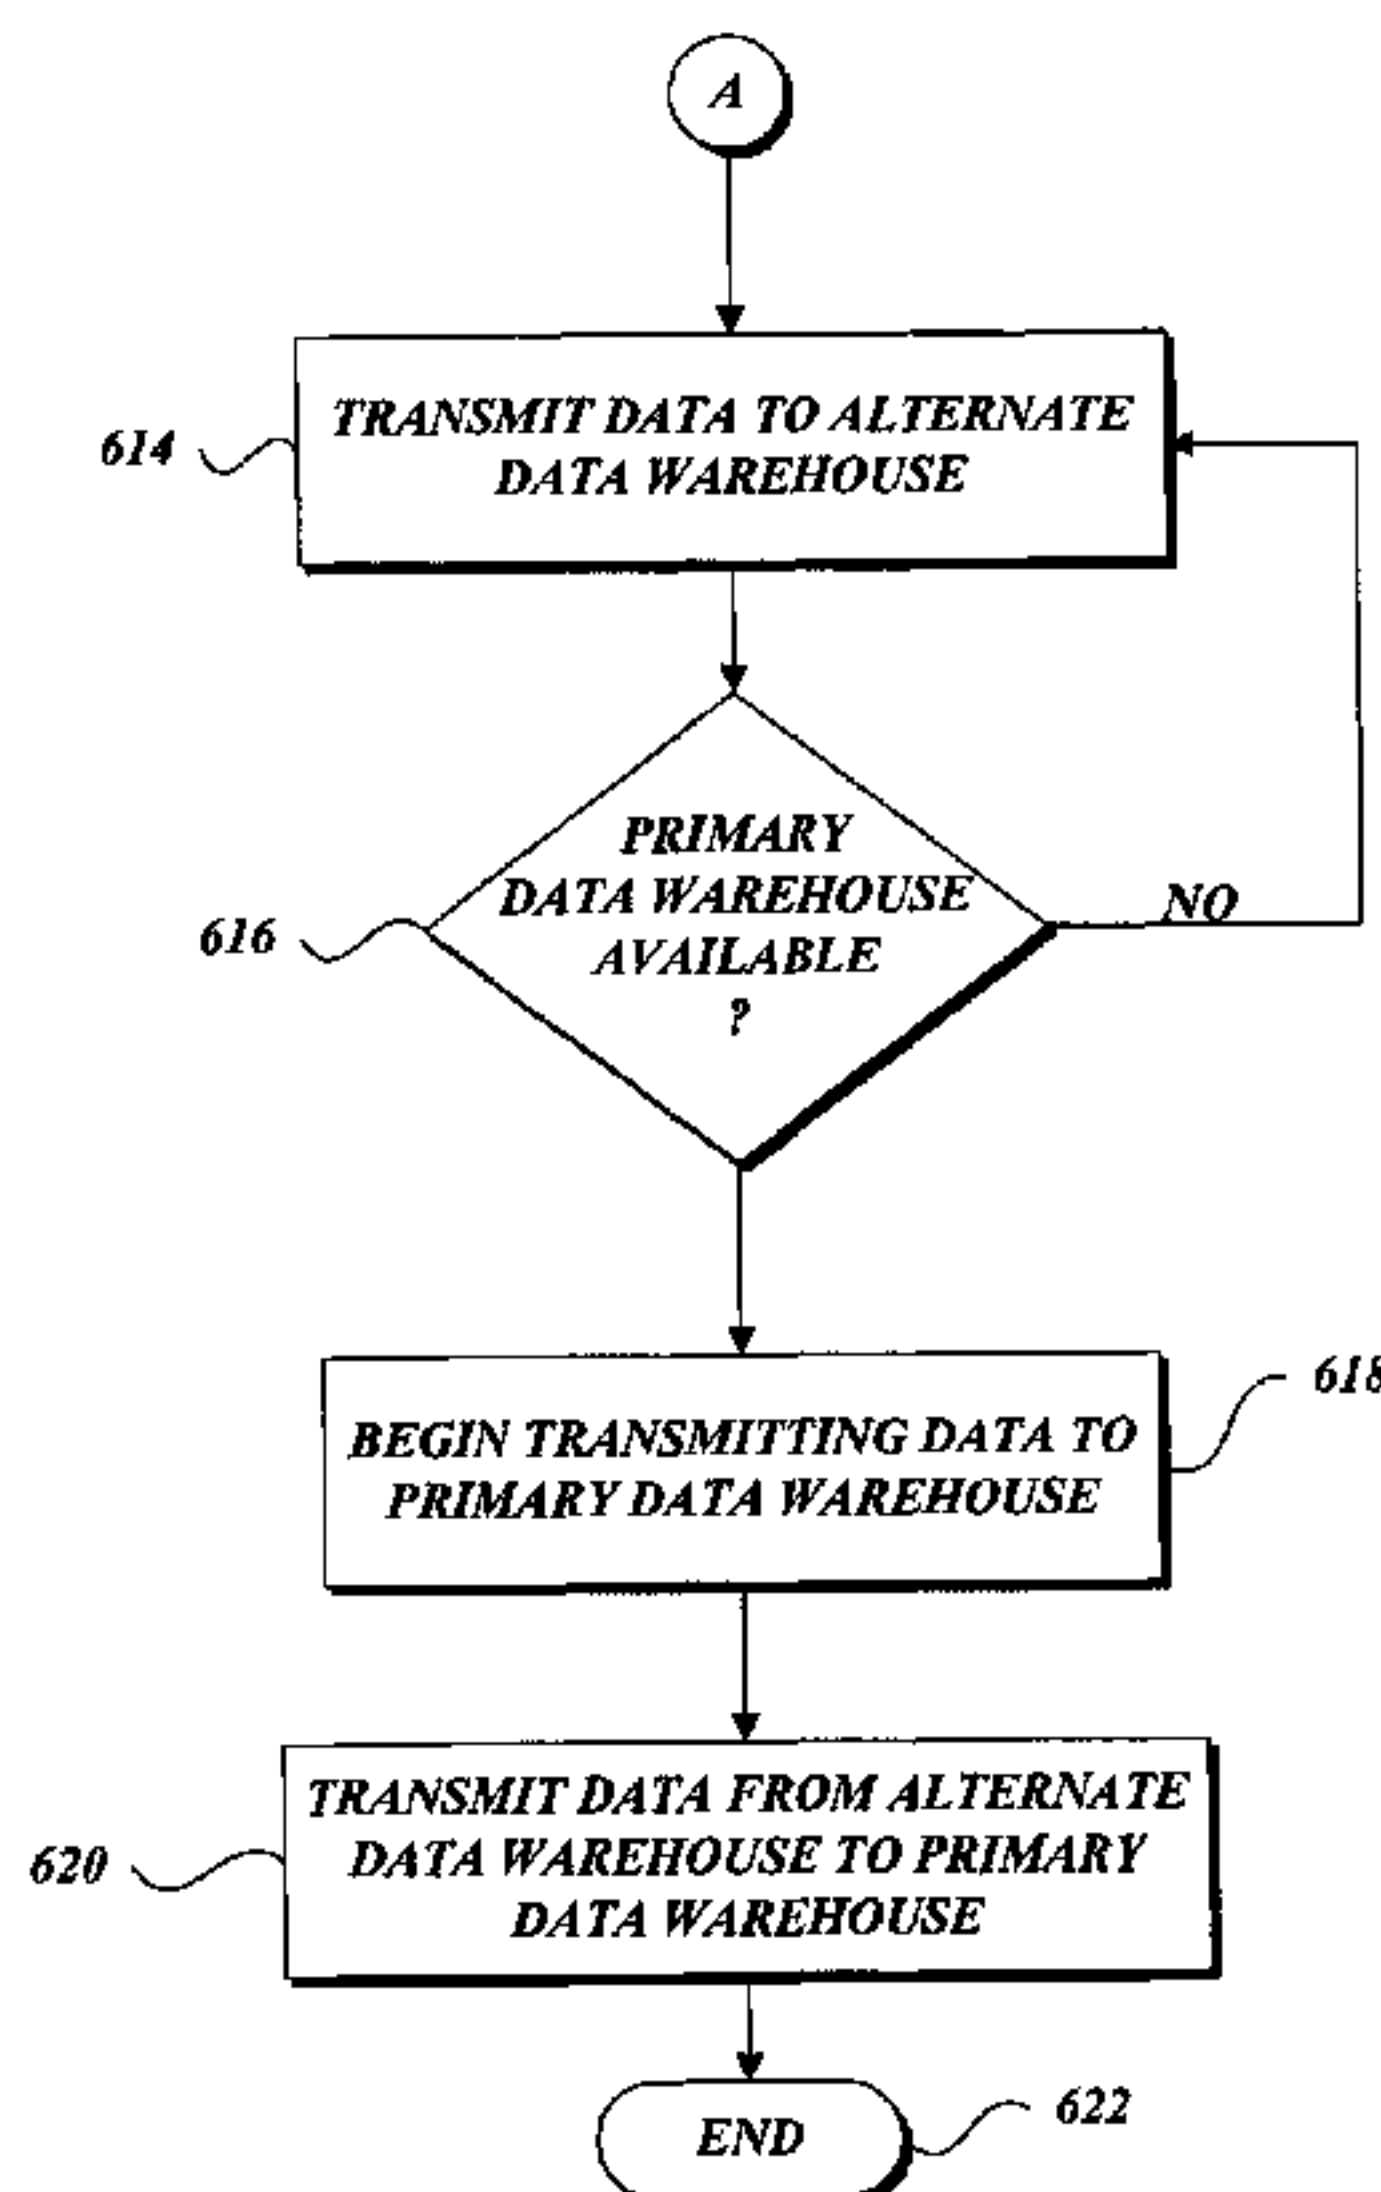 A
TRANSMIT DATA TO ALTERNATE
DATA WAREHOUSE
614
PRIMARY
DATA WAREHOUSE
AVAILABLE
?
NO
616
BEGIN TRANSMITTING DATA TO
PRIMARY DATA WAREHOUSE
618
TRANSMIT DATA FROM ALTERNATE
DATA WAREHOUSE TO PRIMARY
DATA WAREHOUSE
620
END
622